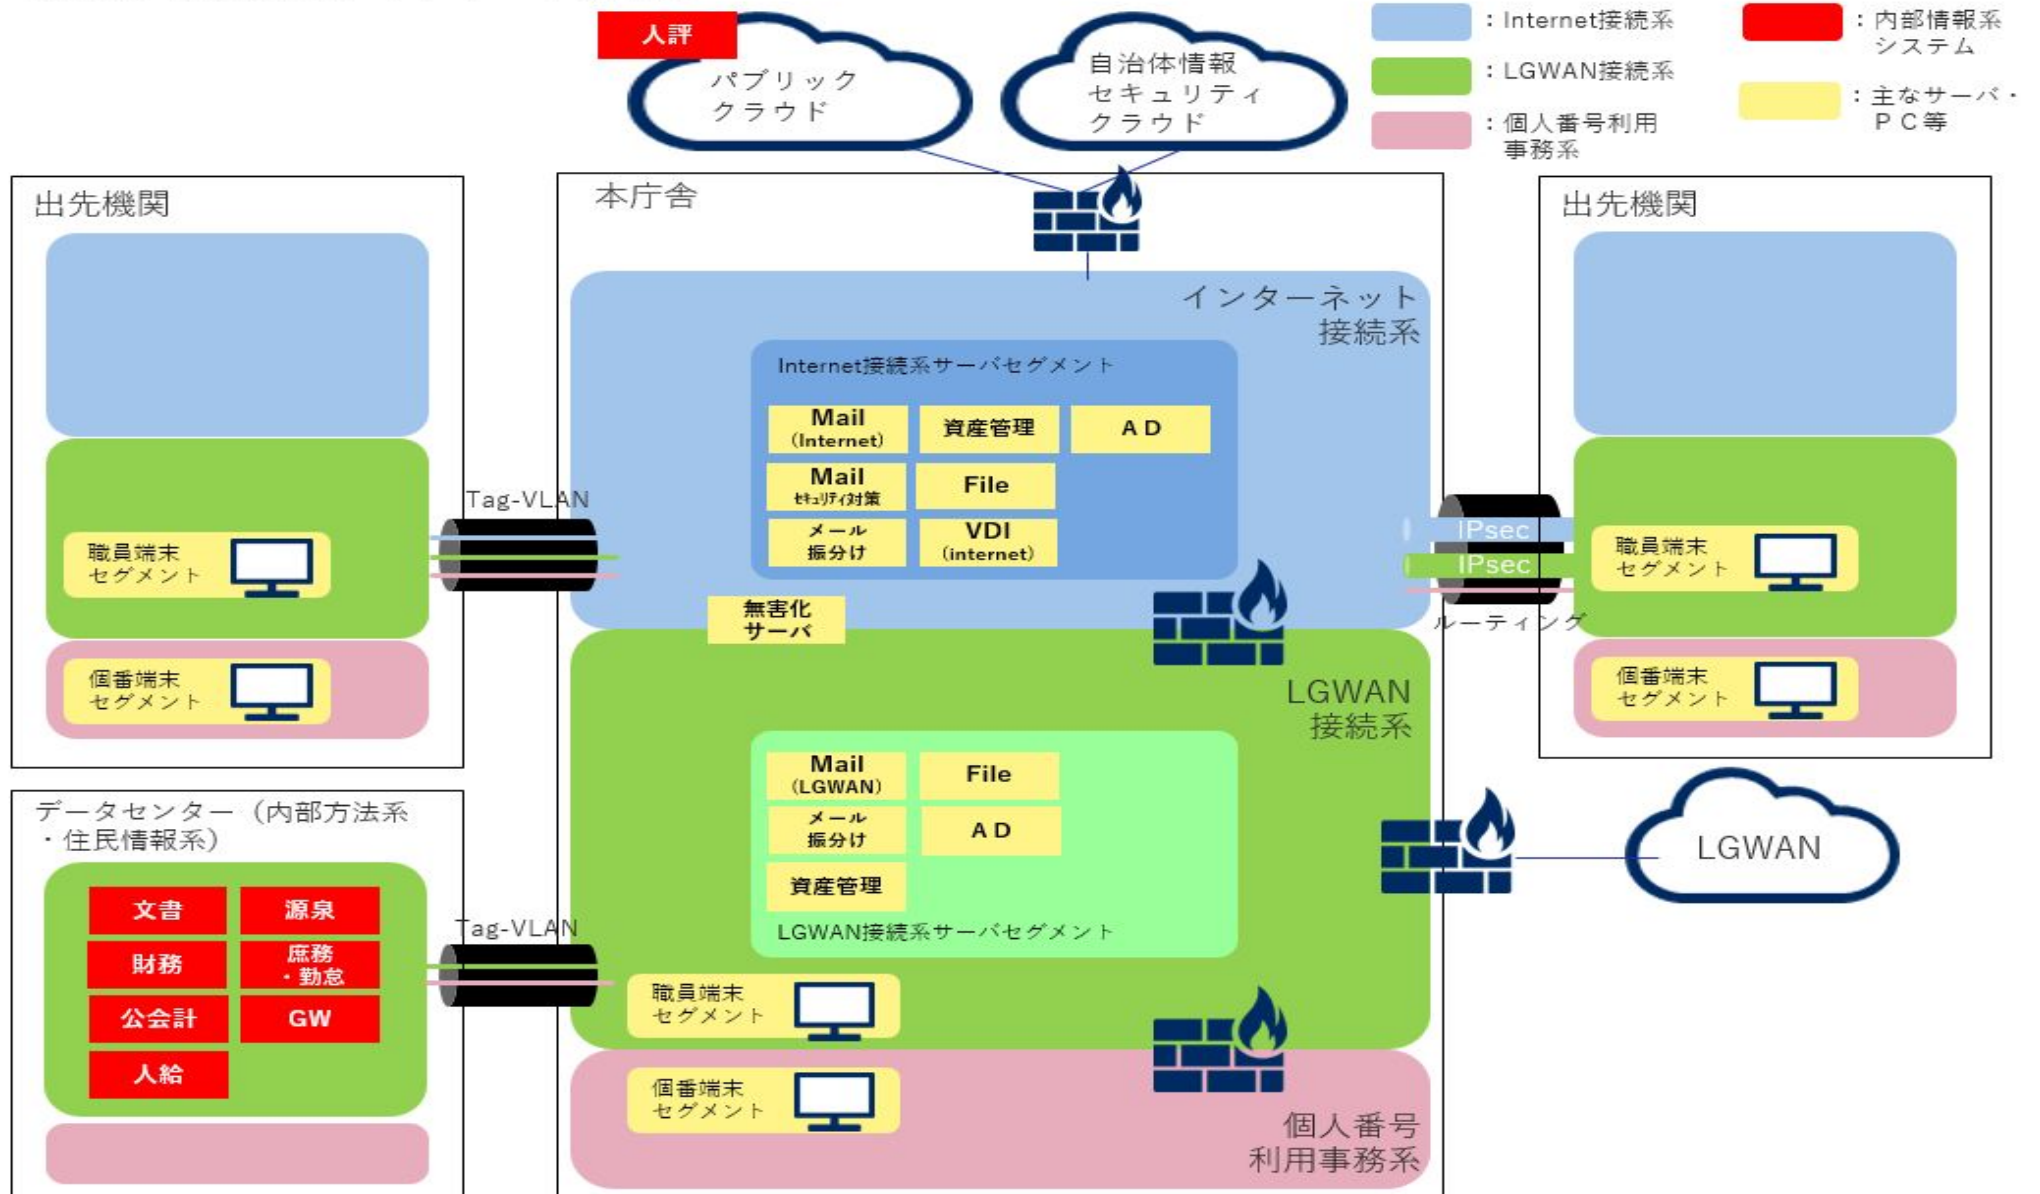 人評
パブリック
クラウド
自治体情報
セキュリティ
クラウド
：Internet接続系
：LGWAN接続系
：個人番号利用
事務系
：内部情報系
システム
：主なサーバ・
ＰＣ等
出先機関
職員端末
セグメント
個番端末
セグメント
Tag-VLAN
本庁舎
インターネット
接続系
Internet接続系サーバセグメント
Mail
(Internet)
資産管理
ＡＤ
Mail
ｾｷｭﾘﾃｨ対策
File
メール
振分け
VDI
(internet)
無害化
サーバ
LGWAN
接続系
Mail
(LGWAN)
File
メール
振分け
ＡＤ
資産管理
LGWAN接続系サーバセグメント
職員端末
セグメント
個番端末
セグメント
個人番号
利用事務系
出先機関
IPsec
IPsec
ルーティング
職員端末
セグメント
個番端末
セグメント
LGWAN
データセンター（内部方法系
・住民情報系）
文書
源泉
財務
庶務
・勤怠
公会計
GW
人給
Tag-VLAN